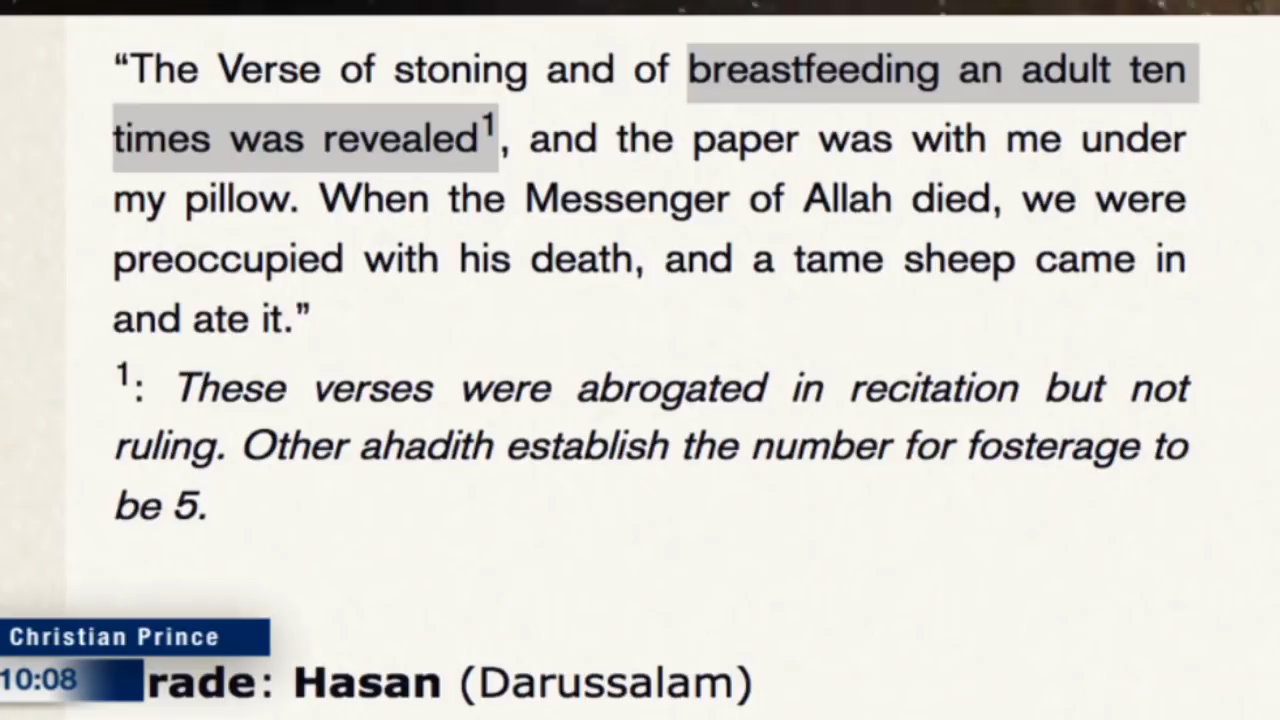 “The Verse of stoning and of breastfeeding an adult ten
times was revealed¹, and the paper was with me under
my pillow. When the Messenger of Allah died, we were
preoccupied with his death, and a tame sheep came in
and ate it.”
¹: These verses were abrogated in recitation but not
ruling. Other ahadith establish the number for fosterage to
be 5.
Christian Prince
10:08
rade: Hasan (Darussalam)